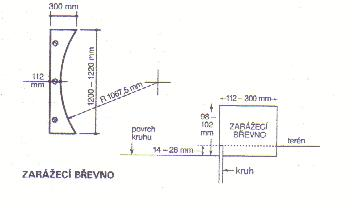 300 mm
112
mm
1200 – 1220 mm
R 1067,5 mm
112– 300 mm
98–
102
mm
ZARÁŽECÍ
BŘEVNO
povrch
kruhu
14 – 26 mm
terén
kruh
ZARÁŽECÍ BŘEVNO